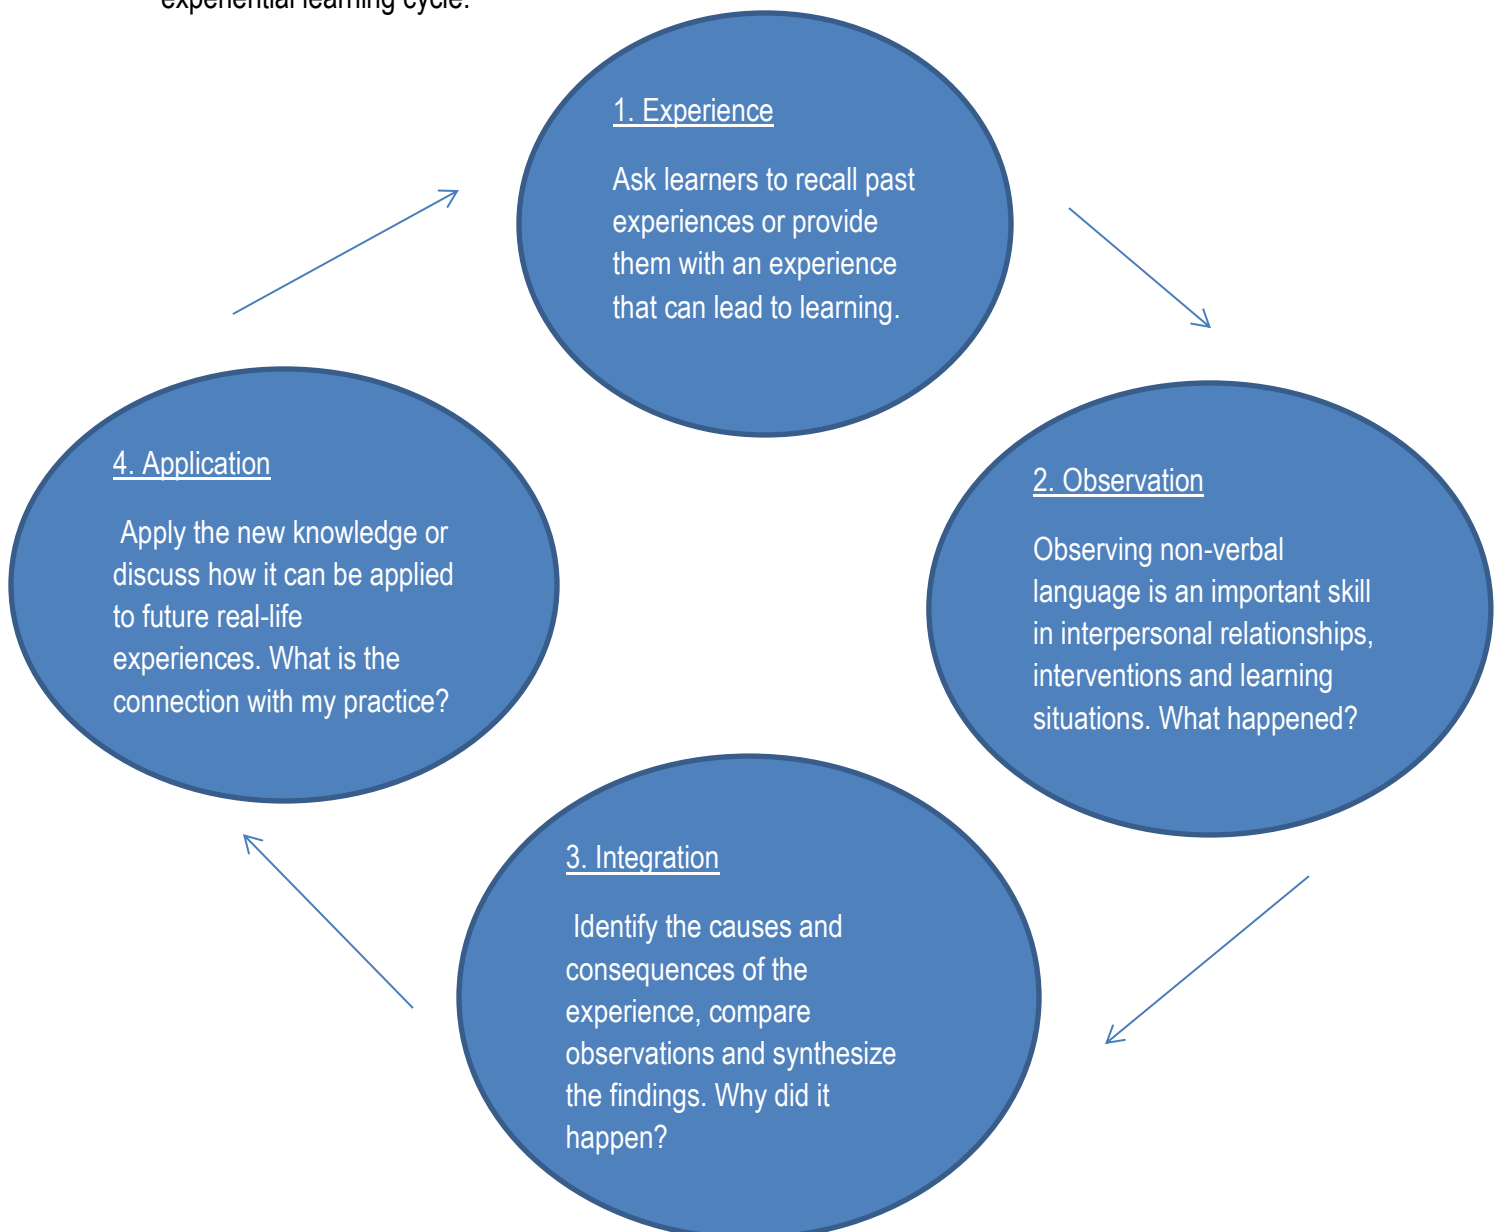 experiential learning cycle.
1. Experience
Ask learners to recall past
experiences or provide
them with an experience
that can lead to learning.
2. Observation
Observing non-verbal
language is an important skill
in interpersonal relationships,
interventions and learning
situations. What happened?
3. Integration
Identify the causes and
consequences of the
experience, compare
observations and synthesize
the findings. Why did it
happen?
4. Application
Apply the new knowledge or
discuss how it can be applied
to future real-life
experiences. What is the
connection with my practice?